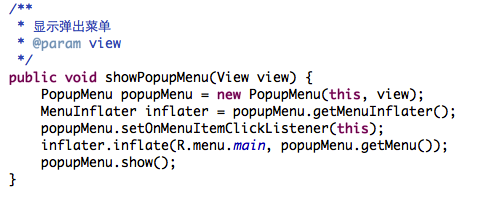 /**
 * 显示弹出菜单
 * @param view
 */
public void showPopupMenu(View view) {
    PopupMenu popupMenu = new PopupMenu(this, view);
    MenuInflater inflater = popupMenu.getMenuInflater();
    popupMenu.setOnMenuItemClickListener(this);
    inflater.inflate(R.menu.main, popupMenu.getMenu());
    popupMenu.show();
}